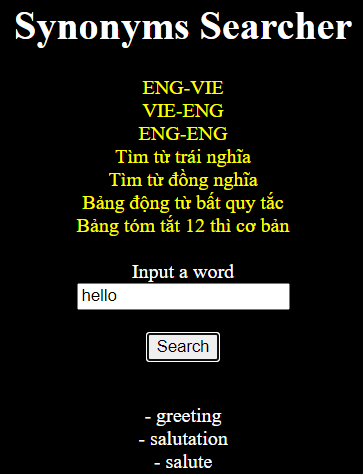 Synonyms Searcher
ENG-VIE
VIE-ENG
ENG-ENG
Tìm từ trái nghĩa
Tìm từ đồng nghĩa
Bảng động từ bất quy tắc
Bảng tóm tắt 12 thì cơ bản
Input a word
hello
Search
- greeting
- salutation
- salute